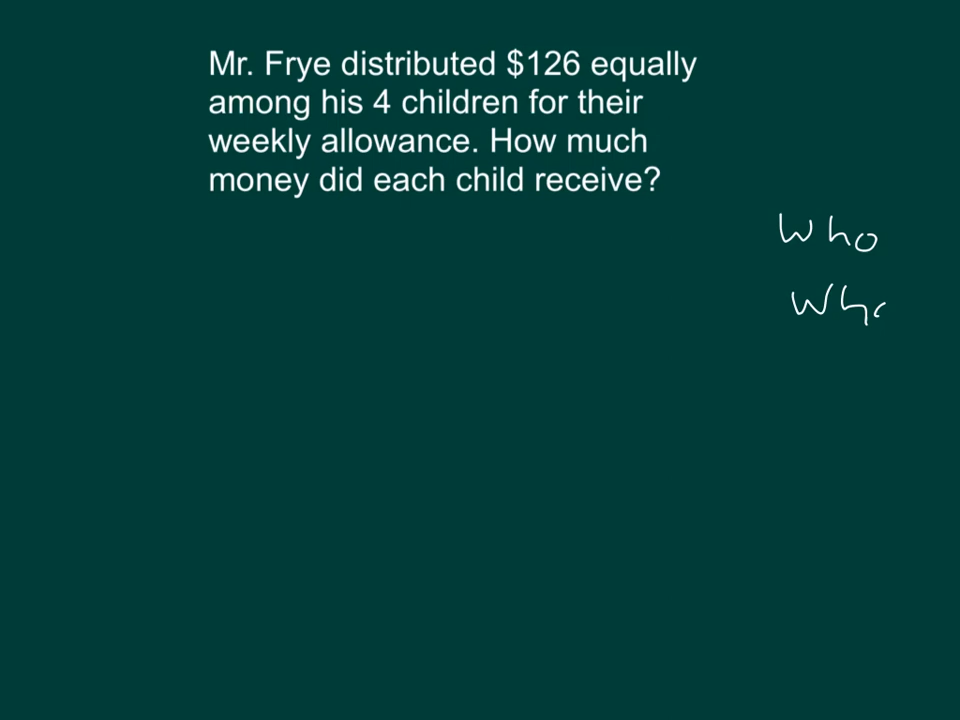 Mr. Frye distributed $126 equally
among his 4 children for their
weekly allowance. How much
money did each child receive?
Who